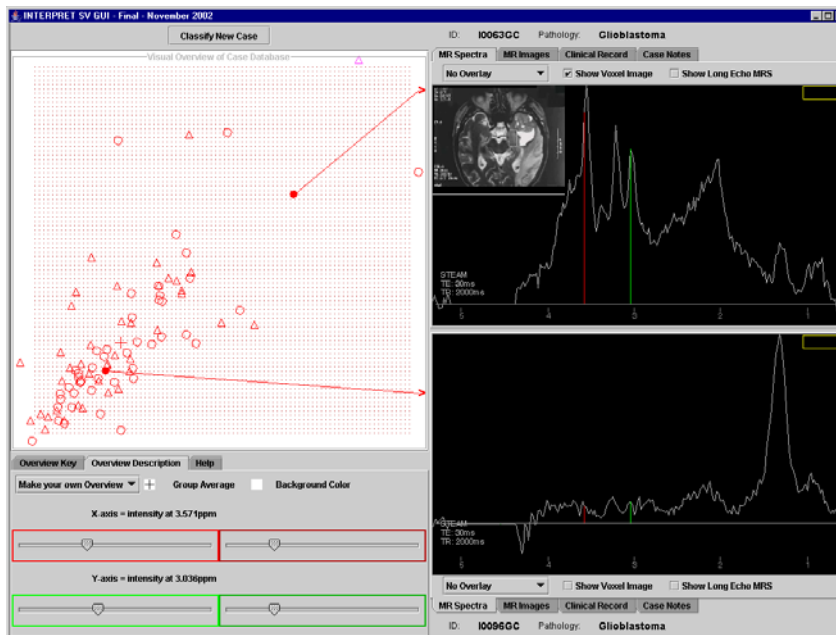 INTERPRET SV GUI - Final - November 2002
Classify New Case
Visual Overview of Case Database
Overview Key Overview Description Help
Make your own Overview Group Average Background Color
X-axis = intensity at 3.571ppm
Y-axis = intensity at 3.036ppm
ID: I0063GC Pathology: Glioblastoma
MR Spectra MR Images Clinical Record Case Notes
No Overlay Show Voxel Image Show Long Echo MRS
STEAM
TR: 2000ms
5 4 3 2 1
STEAM
TE: 30ms
TR: 2000ms
5 4 3 2 1
No Overlay Show Voxel Image Show Long Echo MRS
MR Spectra MR Images Clinical Record Case Notes
ID: I0096GC Pathology: Glioblastoma